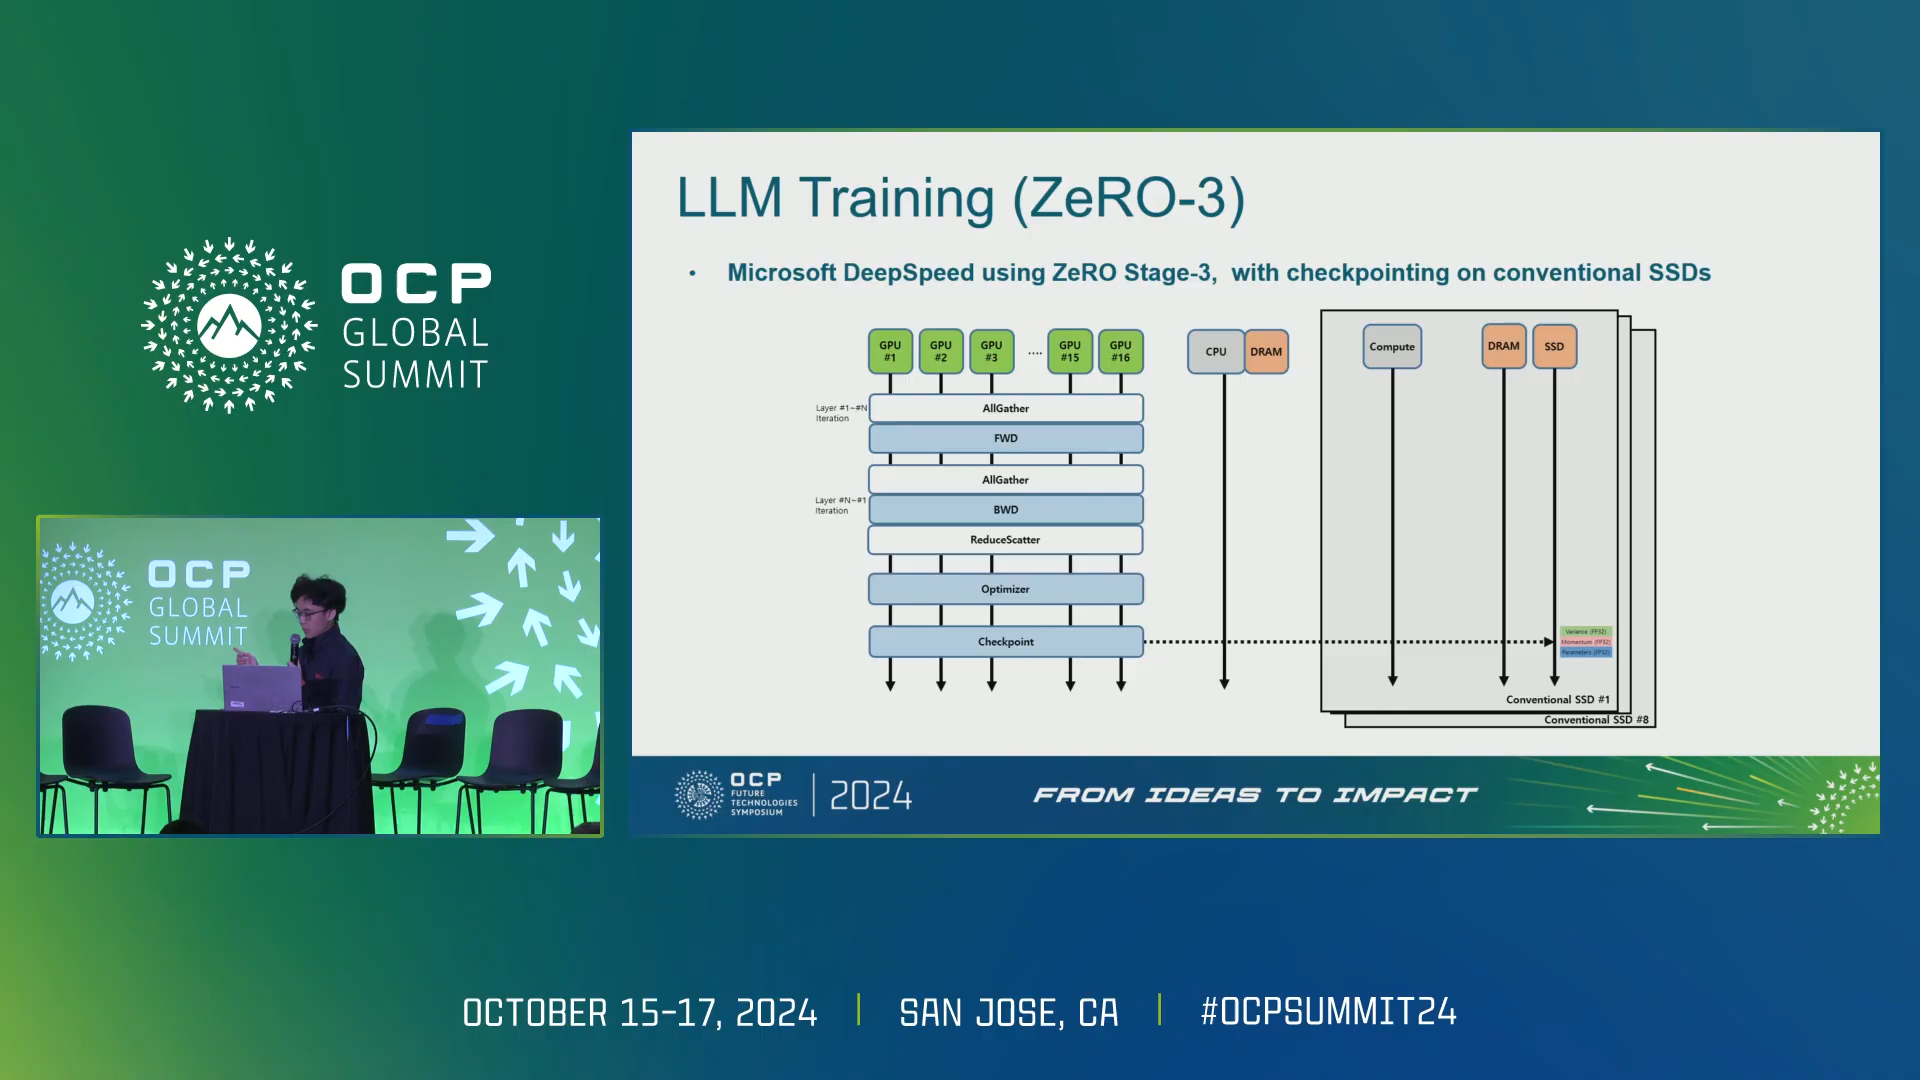 OCP
GLOBAL
SUMMIT
LLM Training (ZeRO-3)
• Microsoft DeepSpeed using ZeRO Stage-3, with checkpointing on conventional SSDs
GPU #1
GPU #2
GPU #3
....
GPU #15
GPU #16
CPU
DRAM
Compute
DRAM
SSD
Layer #1~#N
Iteration
AllGather
FWD
AllGather
Layer #N~#1
Iteration
BWD
ReduceScatter
Optimizer
Checkpoint
Variance (FP32)
Momentum (FP32)
Parameters (FP32)
Conventional SSD #1
Conventional SSD #8
OCP
FUTURE
TECHNOLOGIES
SYMPOSIUM
2024
FROM IDEAS TO IMPACT
OCP
GLOBAL
SUMMIT
OCTOBER 15-17, 2024 | SAN JOSE, CA | #OCPSUMMIT24